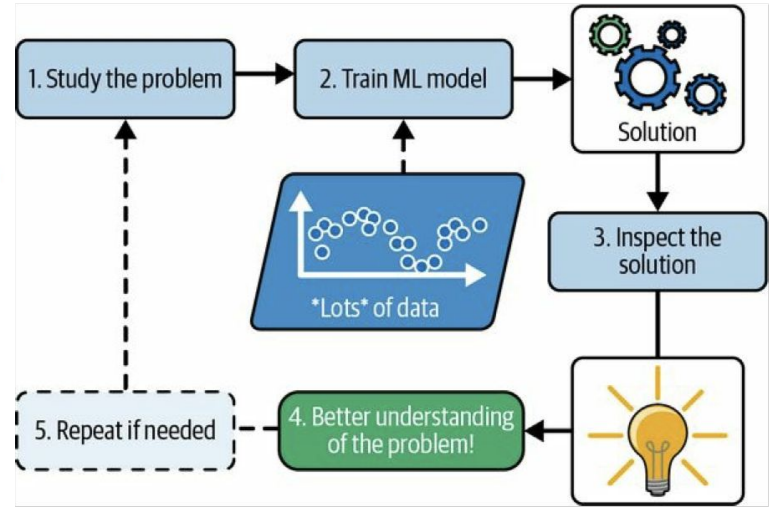 1. Study the problem
2. Train ML model
Solution
*Lots* of data
3. Inspect the
solution
4. Better understanding
of the problem!
5. Repeat if needed